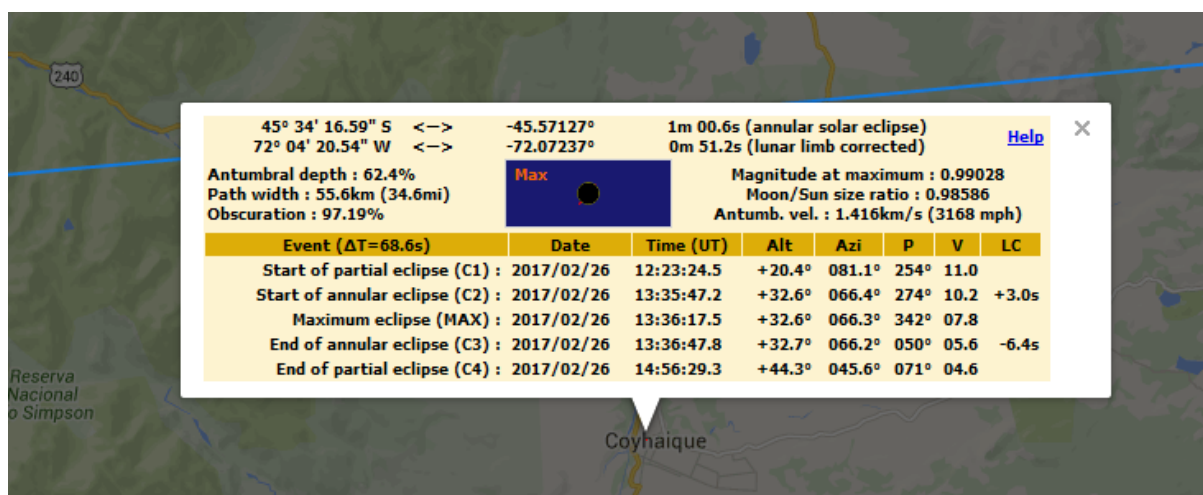 240
45° 34' 16.59" S <—> -45.57127° 1m 00.6s (annular solar eclipse) Help ×
72° 04' 20.54" W <—> -72.07237° 0m 51.2s (lunar limb corrected)
Antumbral depth : 62.4% Max Magnitude at maximum : 0.99028
Path width : 55.6km (34.6mi) Moon/Sun size ratio : 0.98586
Obscuration : 97.19% Antumb. vel. : 1.416km/s (3168 mph)
Event (ΔT=68.6s) Date Time (UT) Alt Azi P V LC
Start of partial eclipse (C1) : 2017/02/26 12:23:24.5 +20.4° 081.1° 254° 11.0
Start of annular eclipse (C2) : 2017/02/26 13:35:47.2 +32.6° 066.4° 274° 10.2 +3.0s
Maximum eclipse (MAX) : 2017/02/26 13:36:17.5 +32.6° 066.3° 342° 07.8
End of annular eclipse (C3) : 2017/02/26 13:36:47.8 +32.7° 066.2° 050° 05.6 -6.4s
End of partial eclipse (C4) : 2017/02/26 14:56:29.3 +44.3° 045.6° 071° 04.6
Reserva
Nacional
o Simpson
Coyhaique